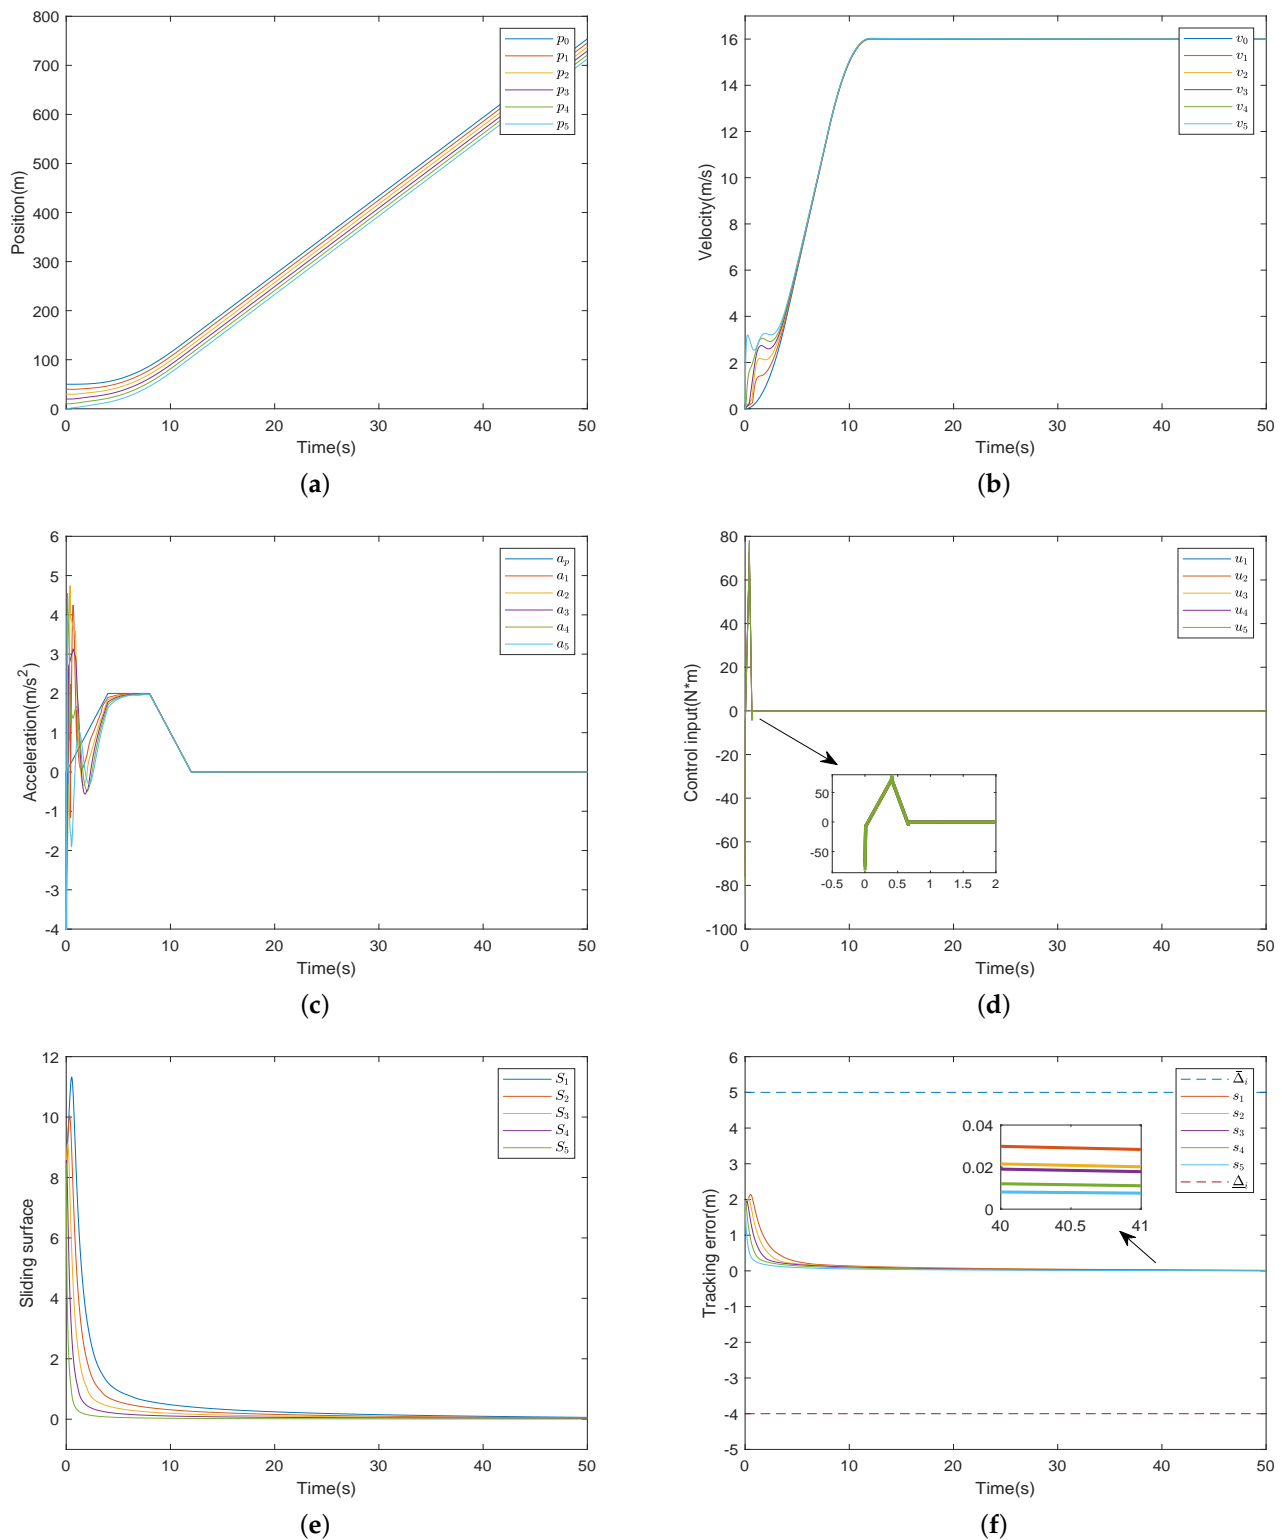 800
700
600
500
400
300
200
100
0
Position(m)
0 10 20 30 40 50
Time(s)
p₀
p₁
p₂
p₃
p₄
p₅
(a)
16
14
12
10
8
6
4
2
0
Velocity(m/s)
0 10 20 30 40 50
Time(s)
v₀
v₁
v₂
v₃
v₄
v₅
(b)
6
5
4
3
2
1
0
-1
-2
-3
-4
Acceleration(m/s²)
0 10 20 30 40 50
Time(s)
aₚ
a₁
a₂
a₃
a₄
a₅
(c)
80
60
40
20
0
-20
-40
-60
-80
-100
Control input(N*m)
0 10 20 30 40 50
Time(s)
u₁
u₂
u₃
u₄
u₅
50
0
-50
-0.5 0 0.5 1 1.5 2
(d)
12
10
8
6
4
2
0
Sliding surface
0 10 20 30 40 50
Time(s)
S₁
S₂
S₃
S₄
S₅
(e)
6
5
4
3
2
1
0
-1
-2
-3
-4
-5
Tracking error(m)
0 10 20 30 40 50
Time(s)
Δ̅ᵢ
s₁
s₂
s₃
s₄
s₅
Δ̲ᵢ
0.04
0.02
0
40 40.5 41
(f)